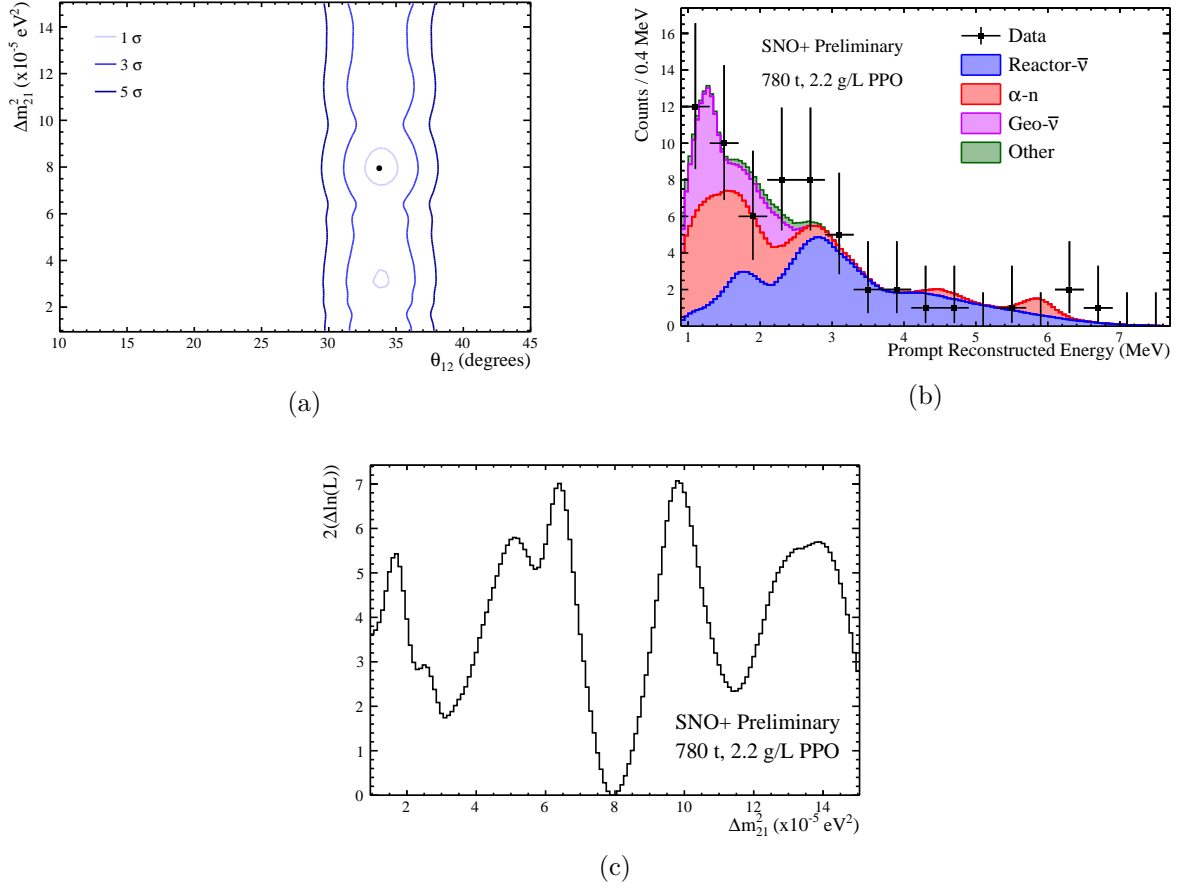 Δm²₂₁ (x10⁻⁵ eV²)
14
12
10
8
6
4
2
1 σ
3 σ
5 σ
10 15 20 25 30 35 40 45
θ₁₂ (degrees)
(a)
Counts / 0.4 MeV
16
14
12
10
8
6
4
2
0
SNO+ Preliminary
780 t, 2.2 g/L PPO
Data
Reactor-ν̅
α-n
Geo-ν̅
Other
1 2 3 4 5 6 7
Prompt Reconstructed Energy (MeV)
(b)
2(Δln(L))
7
6
5
4
3
2
1
0
SNO+ Preliminary
780 t, 2.2 g/L PPO
2 4 6 8 10 12 14
Δm²₂₁ (x10⁻⁵ eV²)
(c)